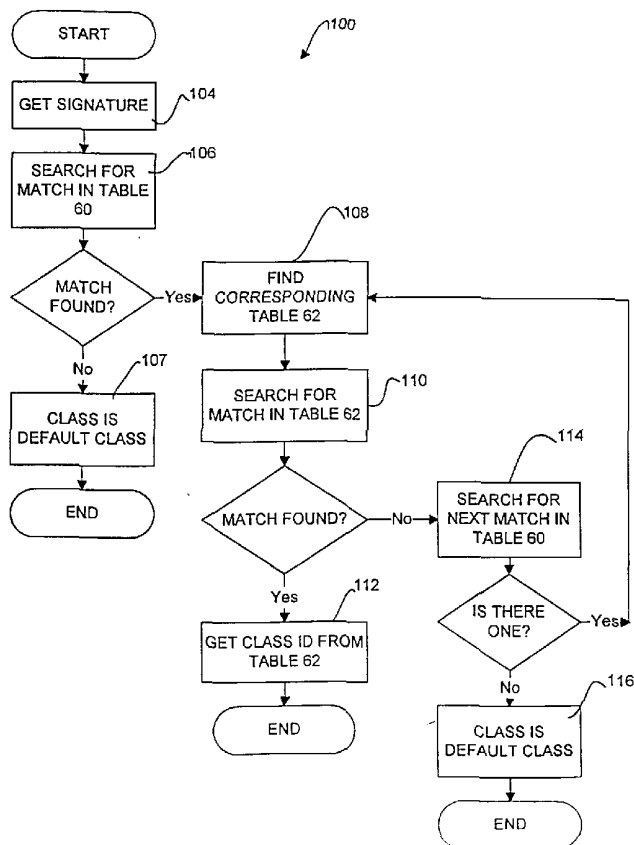 START
100
GET SIGNATURE
104
SEARCH FOR
MATCH IN TABLE
60
106
MATCH
FOUND?
Yes
No
107
CLASS IS
DEFAULT CLASS
END
108
FIND
CORRESPONDING
TABLE 62
SEARCH FOR
MATCH IN TABLE 62
110
MATCH FOUND?
No
Yes
112
GET CLASS ID FROM
TABLE 62
END
114
SEARCH FOR
NEXT MATCH IN
TABLE 60
IS THERE
ONE?
Yes
No
116
CLASS IS
DEFAULT CLASS
END